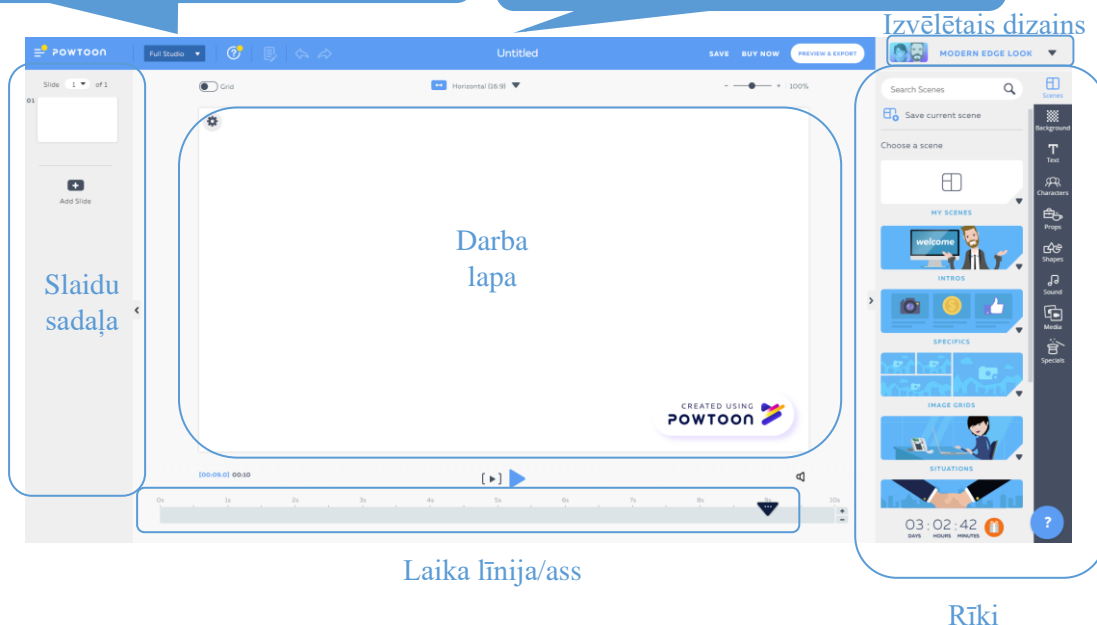 Izvēlētais dizains
POWTOON
Full Studio
Untitled
SAVE
BUY NOW
PREVIEW & EXPORT
MODERN EDGE LOOK
Slide 1 of 1
01
Add Slide
Slaidu
sadaļa
Grid
Horizontal (16:9)
- + 100%
Darba
lapa
CREATED USING
POWTOON
[00:09.0] 00:10
0s 1s 2s 3s 4s 5s 6s 7s 8s 9s 10s
+
-
Laika līnija/ass
Search Scenes
Save current scene
Choose a scene
MY SCENES
welcome
INTROS
SPECIFICS
IMAGE GRIDS
SITUATIONS
03 : 02 : 42
DAYS HOURS MINUTES
Scenes
Background
Text
Characters
Props
Shapes
Sound
Media
Specials
?
Rīki